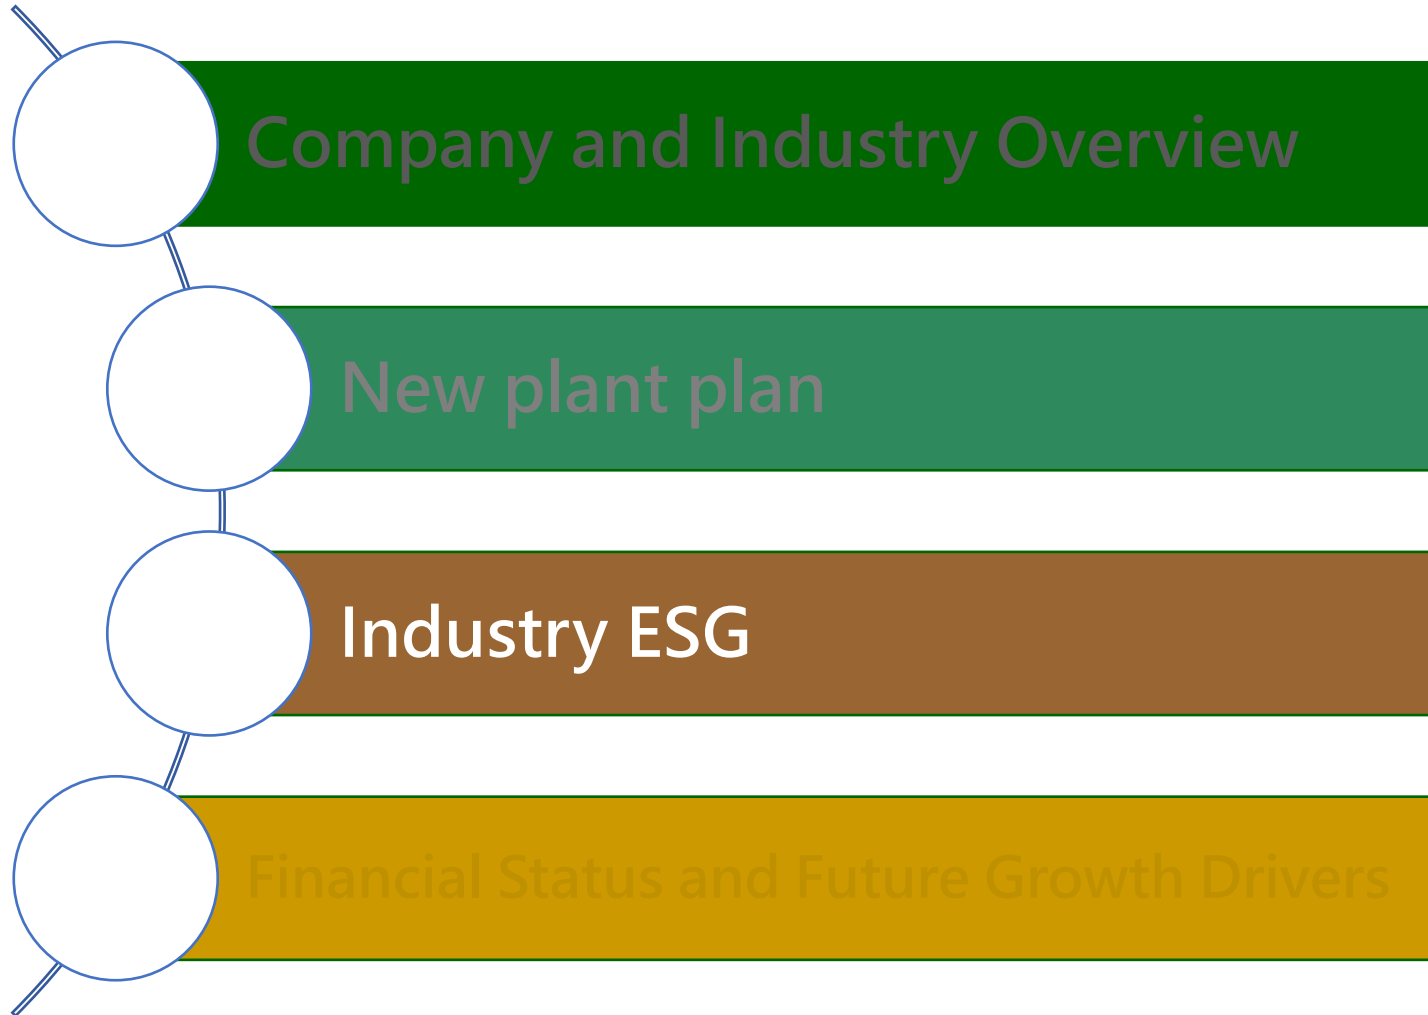 Company and Industry Overview
New plant plan
Industry ESG
Financial Status and Future Growth Drivers